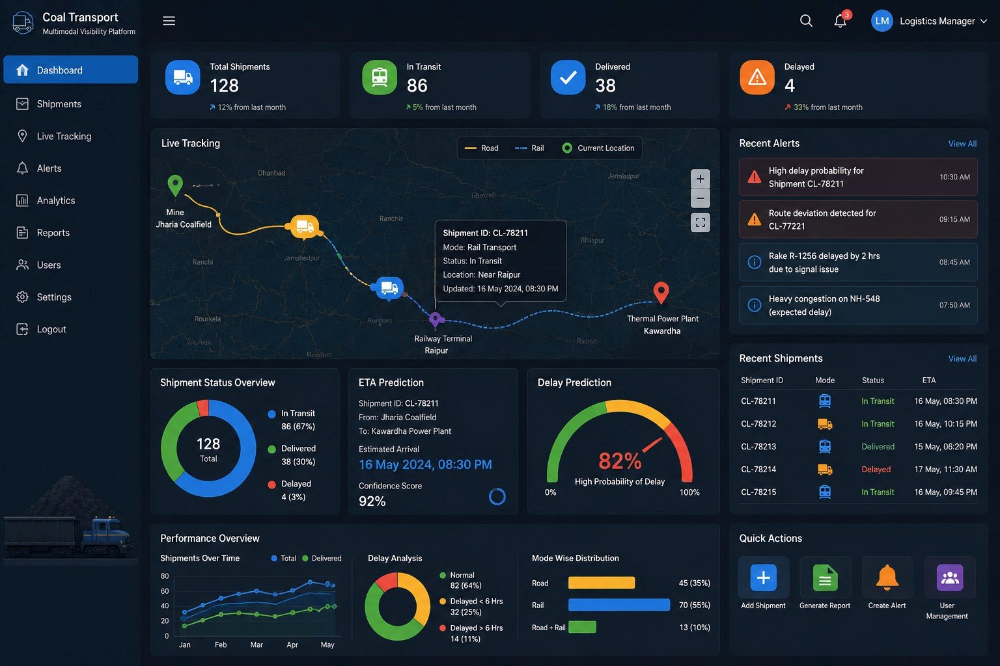 Coal Transport
Multimodal Visibility Platform
3
LM
Logistics Manager
Dashboard
Shipments
Live Tracking
Alerts
Analytics
Reports
Users
Settings
Logout
Total Shipments
128
12% from last month
In Transit
86
5% from last month
Delivered
38
18% from last month
Delayed
4
33% from last month
Live Tracking
Road
Rail
Current Location
+
−
Dhanhad
Ranchi
Jamshedpur
Rourkela
Mine
Jharia Coalfield
Shipment ID: CL-78211
Mode: Rail Transport
Status: In Transit
Location: Near Raipur
Updated: 16 May 2024, 08:30 PM
Railway Terminal
Raipur
Thermal Power Plant
Kawardha
Recent Alerts
View All
High delay probability for
Shipment CL-78211
10:30 AM
Route deviation detected for
CL-77221
09:15 AM
Rake R-1256 delayed by 2 hrs
due to signal issue
08:45 AM
Heavy congestion on NH-548
(expected delay)
07:50 AM
Shipment Status Overview
128
Total
In Transit
86 (67%)
Delivered
38 (30%)
Delayed
4 (3%)
ETA Prediction
Shipment ID: CL-78211
From: Jharia Coalfield
To: Kawardha Power Plant
Estimated Arrival
16 May 2024, 08:30 PM
Confidence Score
92%
Delay Prediction
82%
High Probability of Delay
0%
100%
Recent Shipments
View All
Shipment ID Mode Status ETA
CL-78211 In Transit 16 May, 08:30 PM
CL-78212 In Transit 16 May, 10:15 PM
CL-78213 Delivered 15 May, 06:20 PM
CL-78214 Delayed 17 May, 11:30 AM
CL-78215 In Transit 16 May, 09:45 PM
Performance Overview
Shipments Over Time
Total
Delivered
80
60
40
20
0
Jan Feb Mar Apr May
Delay Analysis
Normal
82 (64%)
Delayed < 6 Hrs
32 (25%)
Delayed > 6 Hrs
14 (11%)
Mode Wise Distribution
Road 45 (35%)
Rail 70 (55%)
Road + Rail 13 (10%)
Quick Actions
Add Shipment
Generate Report
Create Alert
User
Management